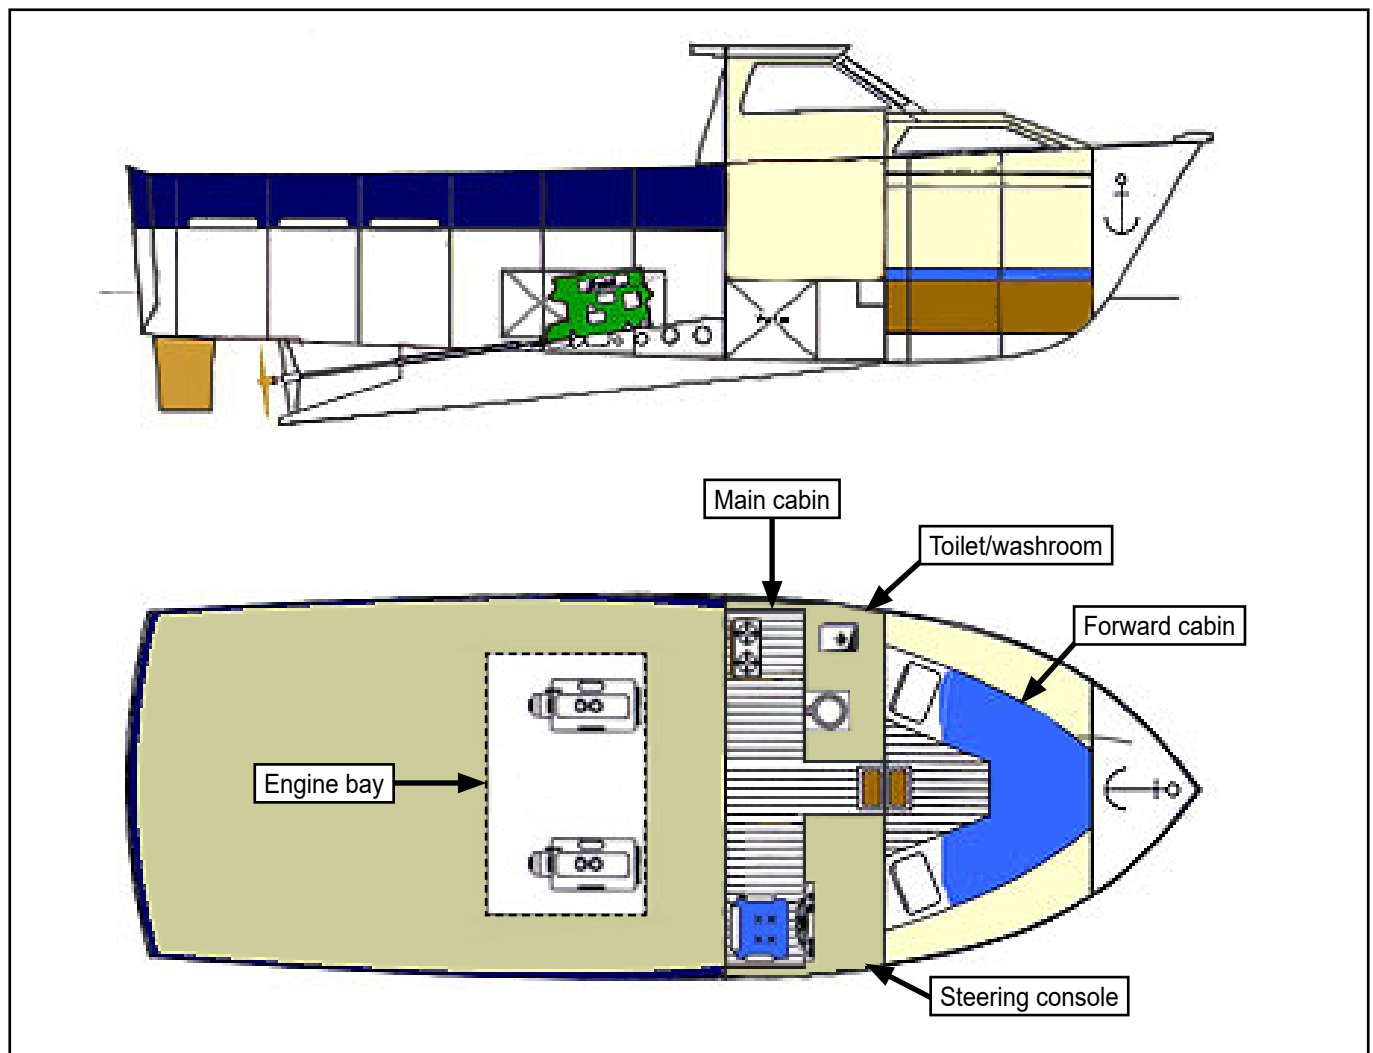 Main cabin
Toilet/washroom
Forward cabin
Engine bay
Steering console